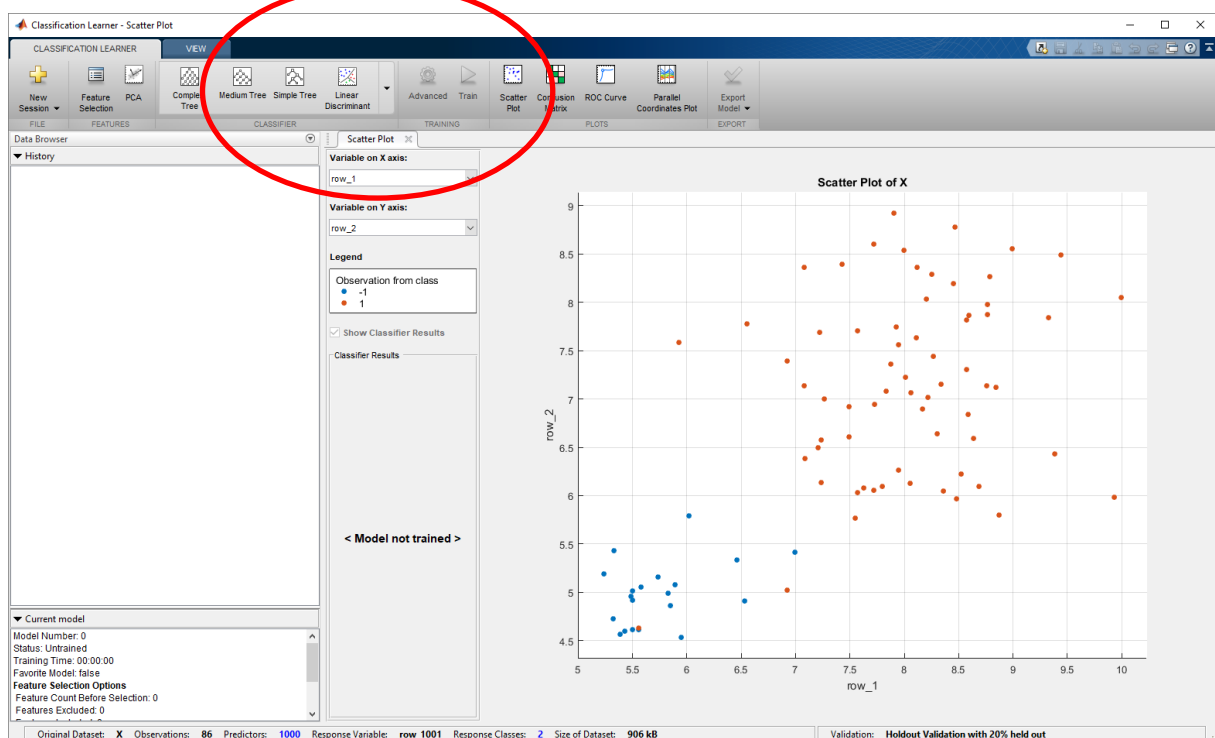 Classification Learner - Scatter Plot
CLASSIFICATION LEARNER VIEW
New Session
Feature Selection
PCA
Complex Tree
Medium Tree
Simple Tree
Linear Discriminant
Advanced
Train
Scatter Plot
Confusion Matrix
ROC Curve
Parallel Coordinates Plot
Export Model
FILE FEATURES CLASSIFIER TRAINING PLOTS EXPORT
Data Browser
History
Scatter Plot
Variable on X axis:
row_1
Variable on Y axis:
row_2
Legend
Observation from class
-1
1
Show Classifier Results
Classifier Results
< Model not trained >
Scatter Plot of X
9
8.5
8
7.5
7
6.5
6
5.5
5
4.5
row_2
5 5.5 6 6.5 7 7.5 8 8.5 9 9.5 10
row_1
Current model
Model Number: 0
Status: Untrained
Training Time: 00:00:00
Favorite Model: false
Feature Selection Options
Feature Count Before Selection: 0
Features Excluded: 0
Original Dataset: X Observations: 86 Predictors: 1000 Response Variable: row_1001 Response Classes: 2 Size of Dataset: 906 kB Validation: Holdout Validation with 20% held out